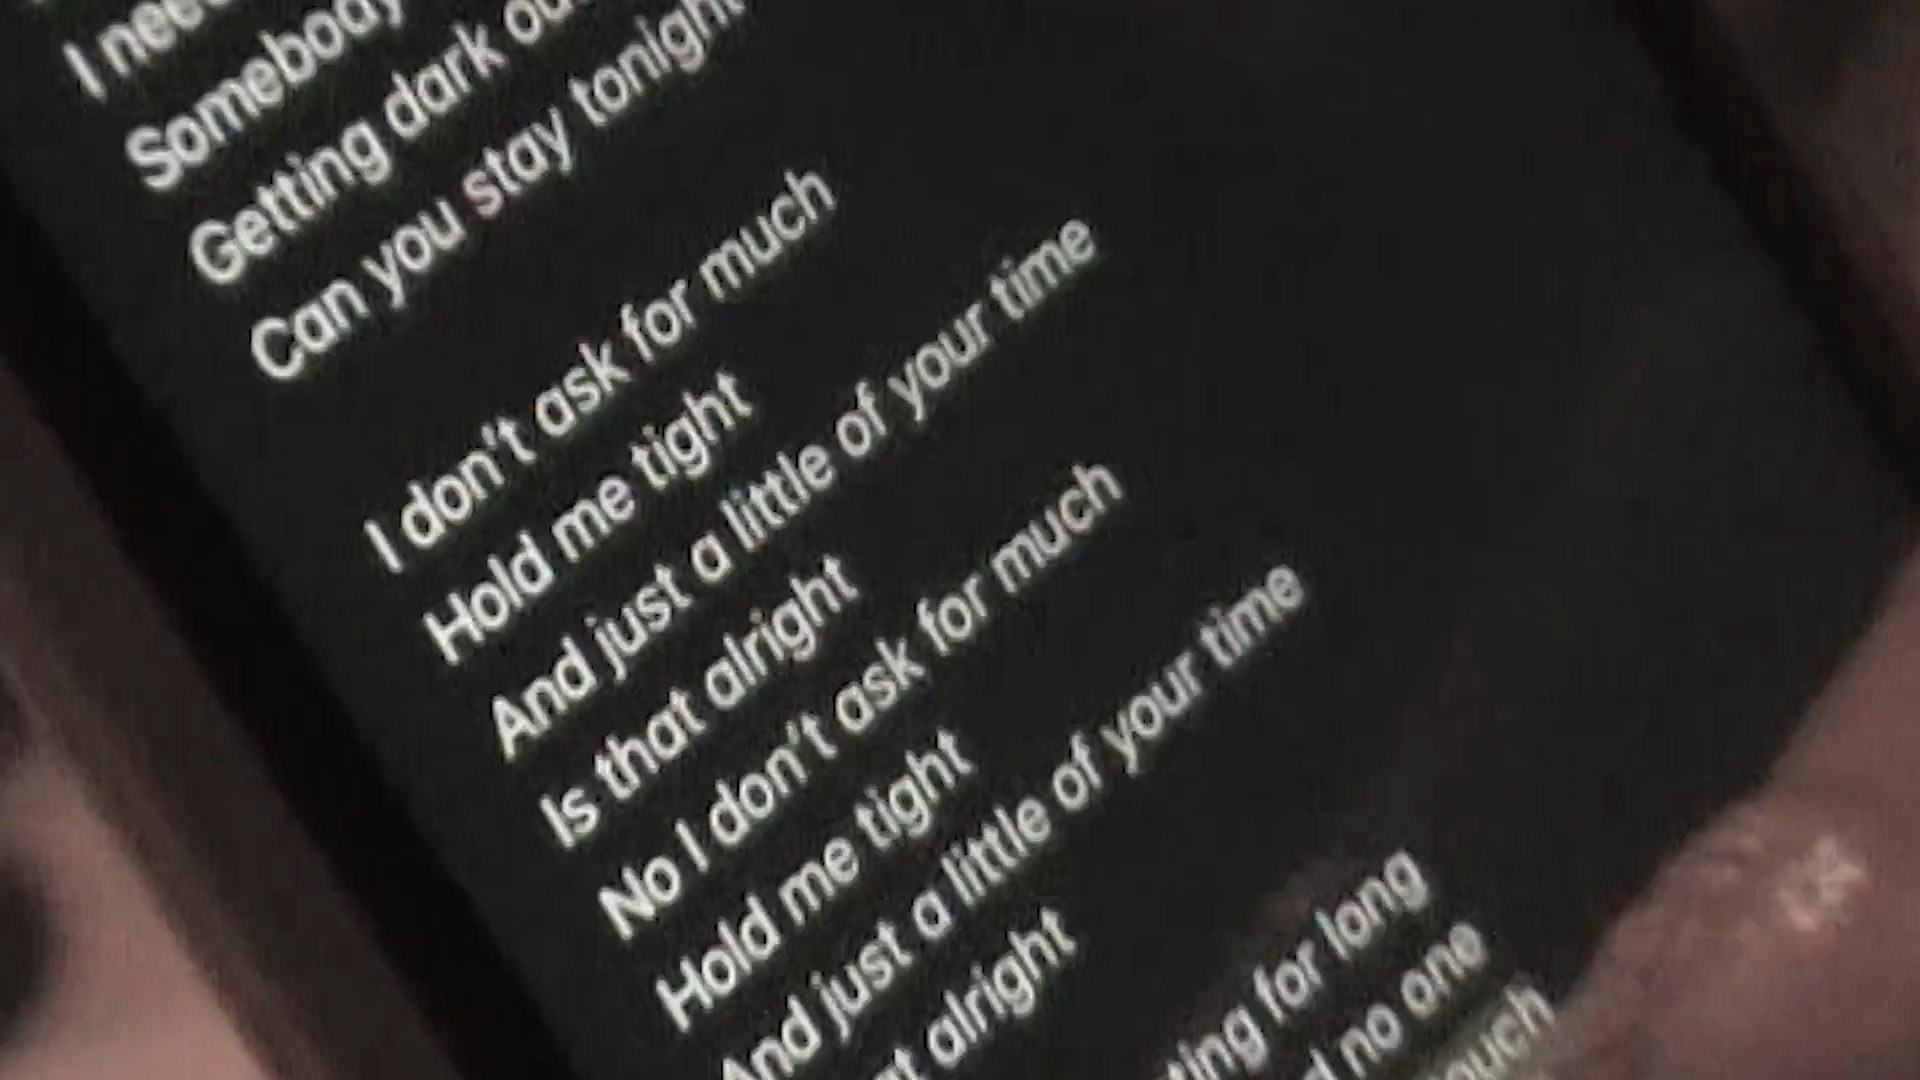 I
Somebody
Getting dark
Can you stay tonight
I don't ask for much
Hold me tight
And just a little of your time
Is that alright
No I don't ask for much
Hold me tight
And just a little of your time
alright
for long
no one